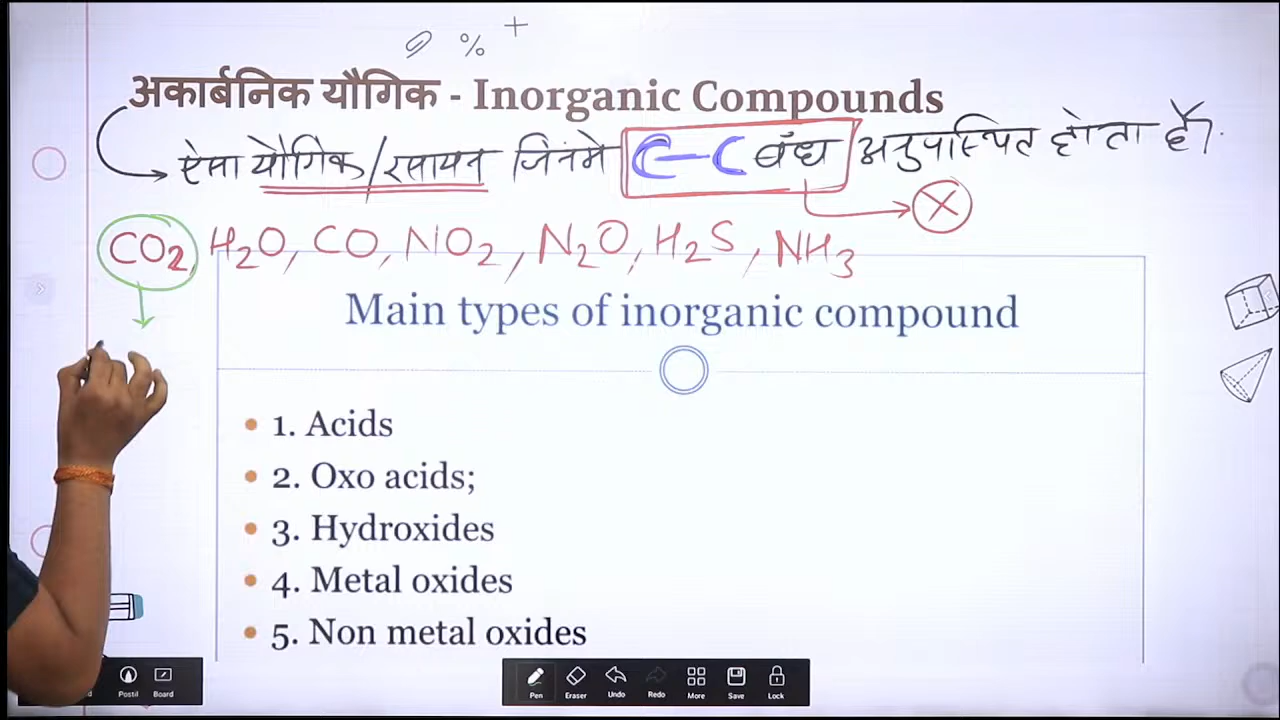 % +
अकार्बनिक यौगिक - Inorganic Compounds
ऐसा यौगिक/रसायन जिनमे C-C बंध अनुपस्थित होता है।
X
CO2 H2O, CO, NO2, N2O, H2S, NH3
Main types of inorganic compound
1. Acids
2. Oxo acids;
3. Hydroxides
4. Metal oxides
5. Non metal oxides
Postil Board
Pen Eraser Undo Redo More Save Lock